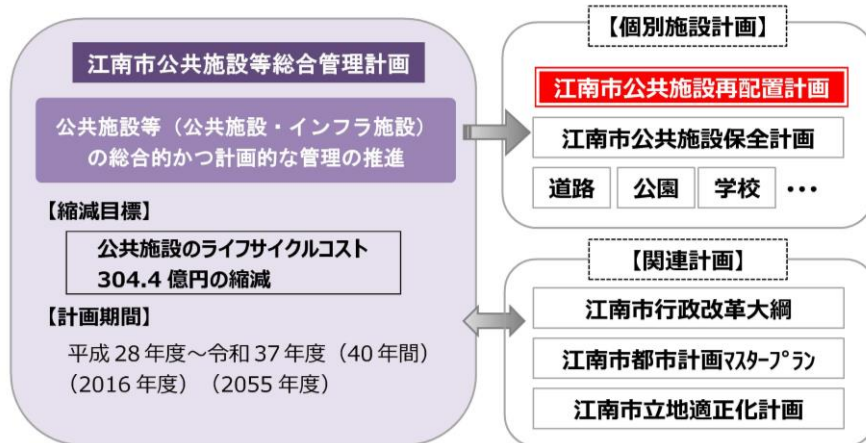 江南市公共施設等総合管理計画
公共施設等（公共施設・インフラ施設）
の総合的かつ計画的な管理の推進
【縮減目標】
公共施設のライフサイクルコスト
304.4 億円の縮減
【計画期間】
平成 28 年度～令和 37 年度（40 年間）
（2016 年度）（2055 年度）
【個別施設計画】
江南市公共施設再配置計画
江南市公共施設保全計画
道路 公園 学校 ･･･
【関連計画】
江南市行政改革大綱
江南市都市計画ﾏｽﾀｰﾌﾟﾗﾝ
江南市立地適正化計画